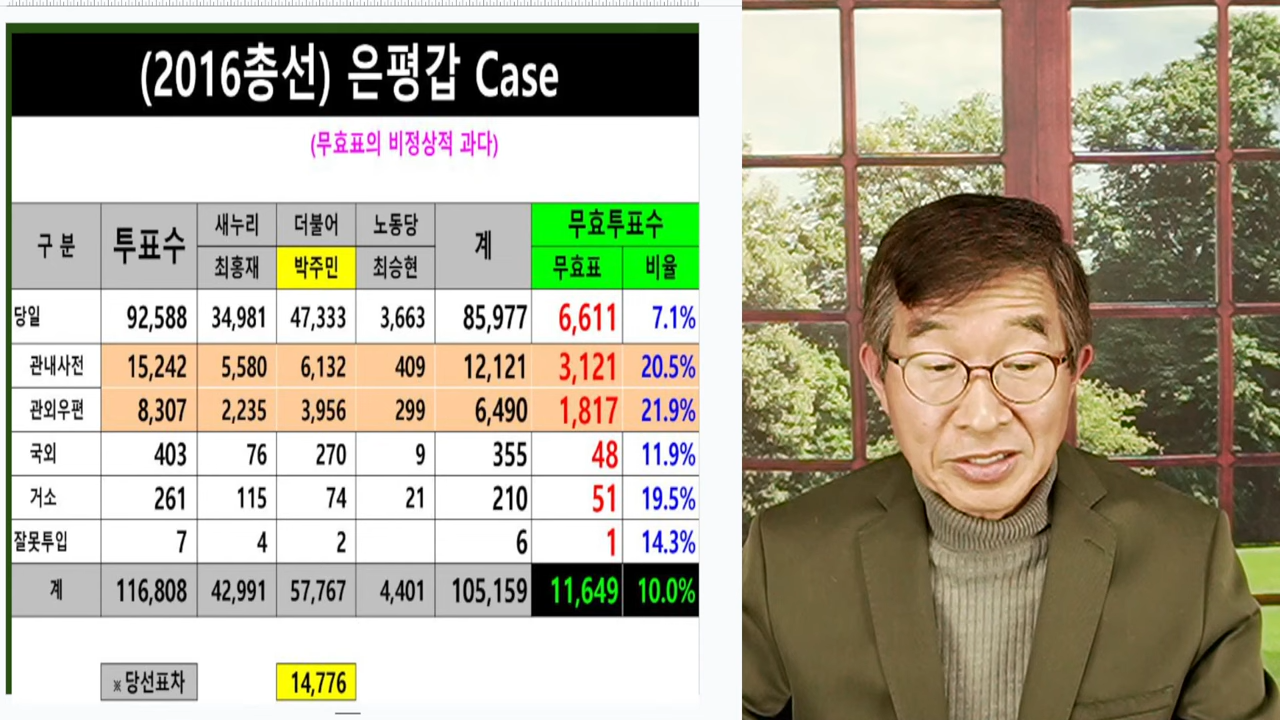 (2016총선) 은평갑 Case
(무효표의 비정상적 과다)
구 분 투표수 새누리 더불어 노동당 계 무효투표수
최홍재 박주민 최승현 무효표 비율
당일 92,588 34,981 47,333 3,663 85,977 6,611 7.1%
관내사전 15,242 5,580 6,132 409 12,121 3,121 20.5%
관외우편 8,307 2,235 3,956 299 6,490 1,817 21.9%
국외 403 76 270 9 355 48 11.9%
거소 261 115 74 21 210 51 19.5%
잘못투입 7 4 2 6 1 14.3%
계 116,808 42,991 57,767 4,401 105,159 11,649 10.0%
※ 당선표차 14,776